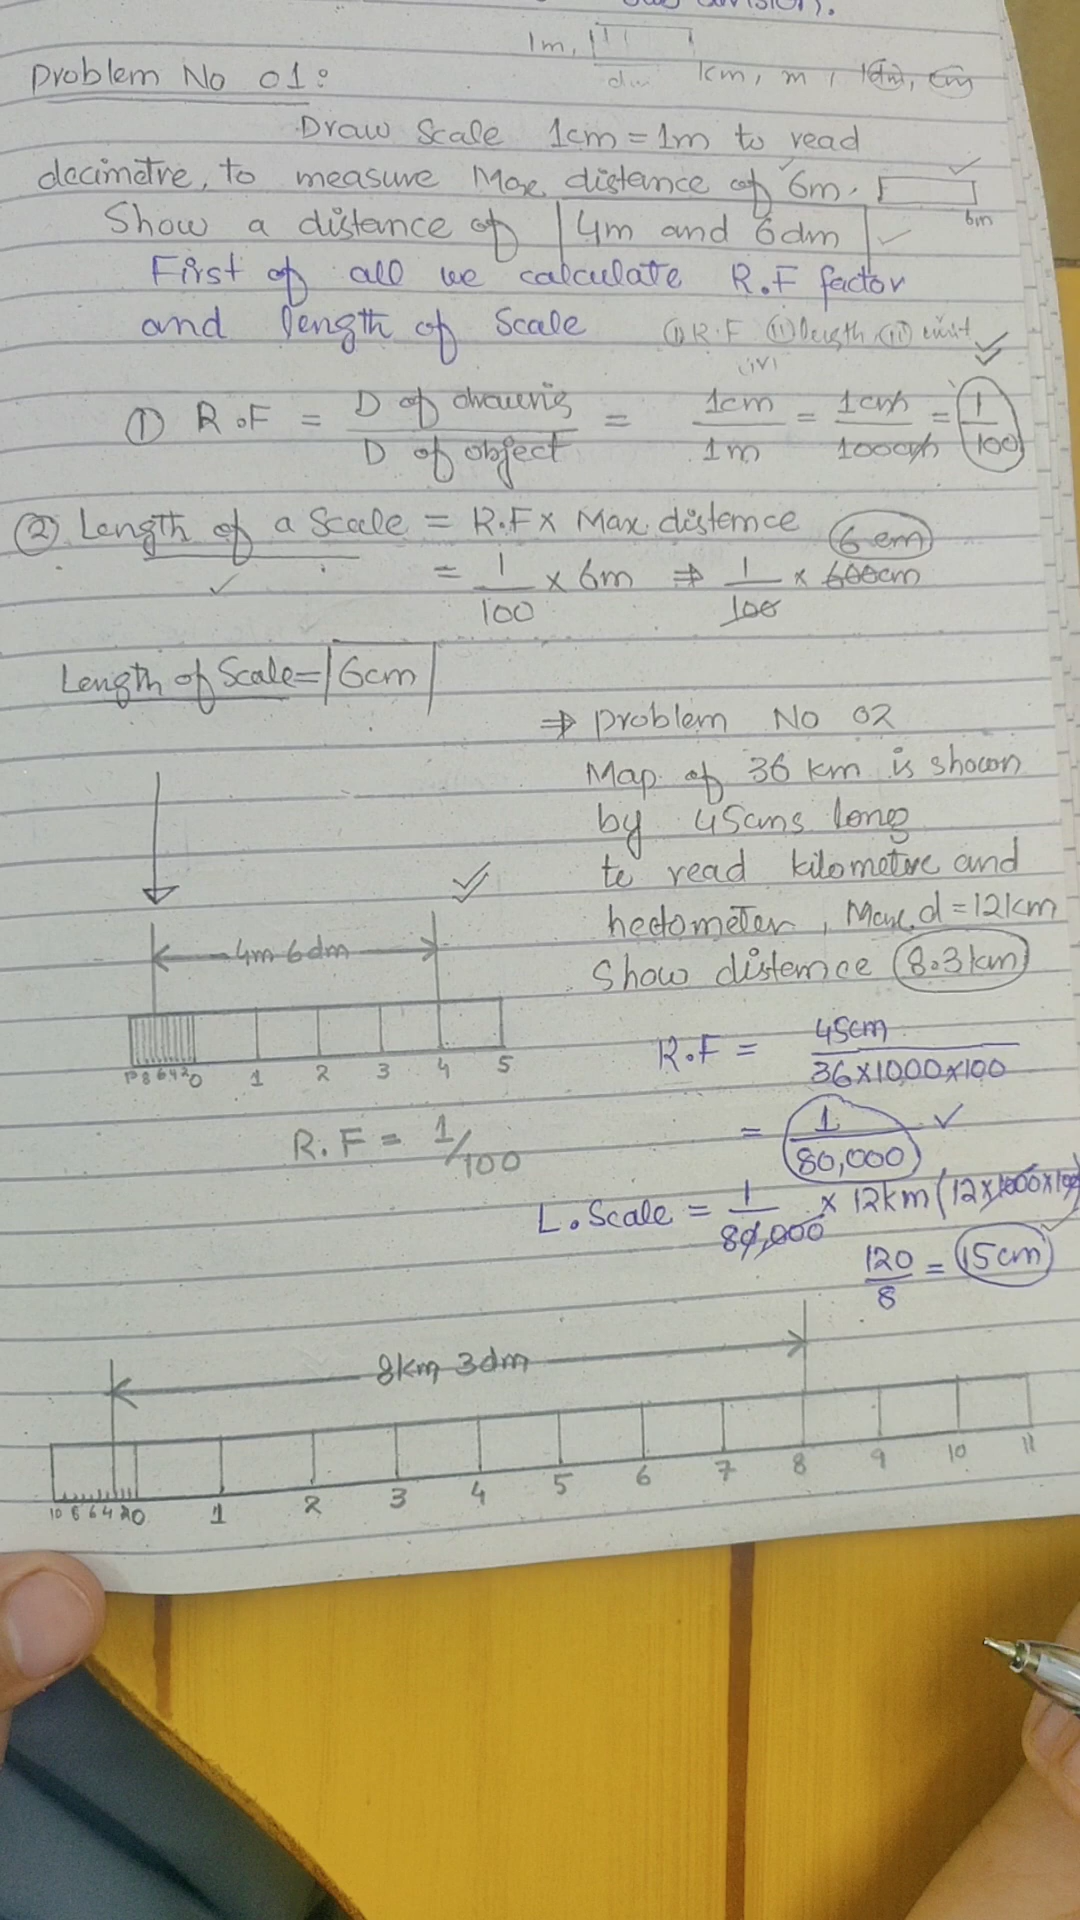 Problem No 01:
1m,
dm
km, m, dm, cm
Draw Scale 1cm = 1m to read
decimetre, to measure Max. distance of 6m.
6m
Show a distance of 4m and 6dm
First of all we calculate R.F factor
and length of Scale
(i) R.F (ii) length (iii) unit
(iv)
① R.F = D of drawing / D of object = 1cm / 1m = 1cm / 100cm = 1 / 100
② Length of a Scale = R.F x Max. distance
= 1 / 100 x 6m ⇒ 1 / 100 x 600cm 6cm
Length of Scale = 6cm
⇒ Problem No 02
Map of 36 km is shown
by 45cms long
to read kilometre and
hectometer, Max. d = 12km
Show distance 8.3km
4m 6dm
10 8 6 4 2 0 1 2 3 4 5
R.F = 1/100
R.F = 45cm / 36x1000x100
= 1 / 80,000
L. Scale = 1 / 80,000 x 12km (12x1000x100)
120 / 8 = 15cm
8km 3dm
10 8 6 4 2 0 1 2 3 4 5 6 7 8 9 10 11